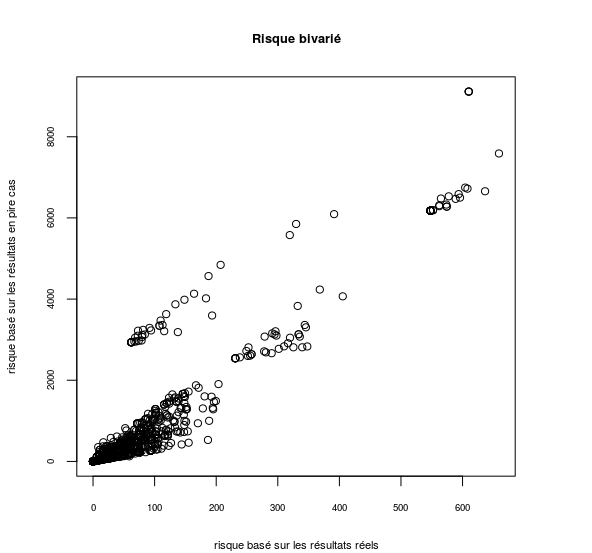 Risque bivarié
risque basé sur les résultats en pire cas
8000
6000
4000
2000
0
0 100 200 300 400 500 600
risque basé sur les résultats réels